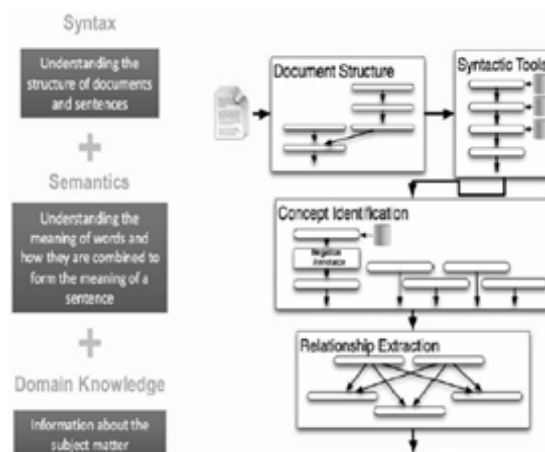 Syntax
Understanding the
structure of documents
and sentences
+
Semantics
Understanding the
meaning of words and
how they are combined to
form the meaning of a
sentence
+
Domain Knowledge
Information about the
subject matter
Document Structure
Syntactic Tools
Concept Identification
Negation
Annotator
Relationship Extraction